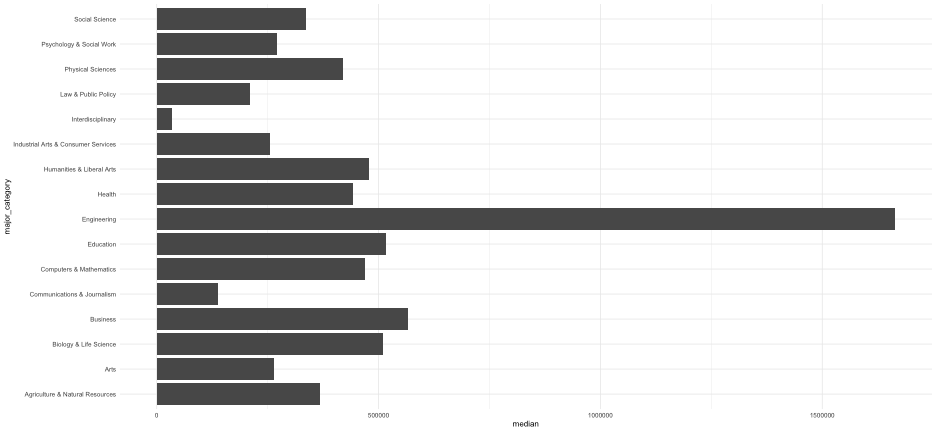 Social Science
Psychology & Social Work
Physical Sciences
Law & Public Policy
Interdisciplinary
Industrial Arts & Consumer Services
Humanities & Liberal Arts
Health
Engineering
Education
Computers & Mathematics
Communications & Journalism
Business
Biology & Life Science
Arts
Agriculture & Natural Resources
major_category
0 500000 1000000 1500000
median